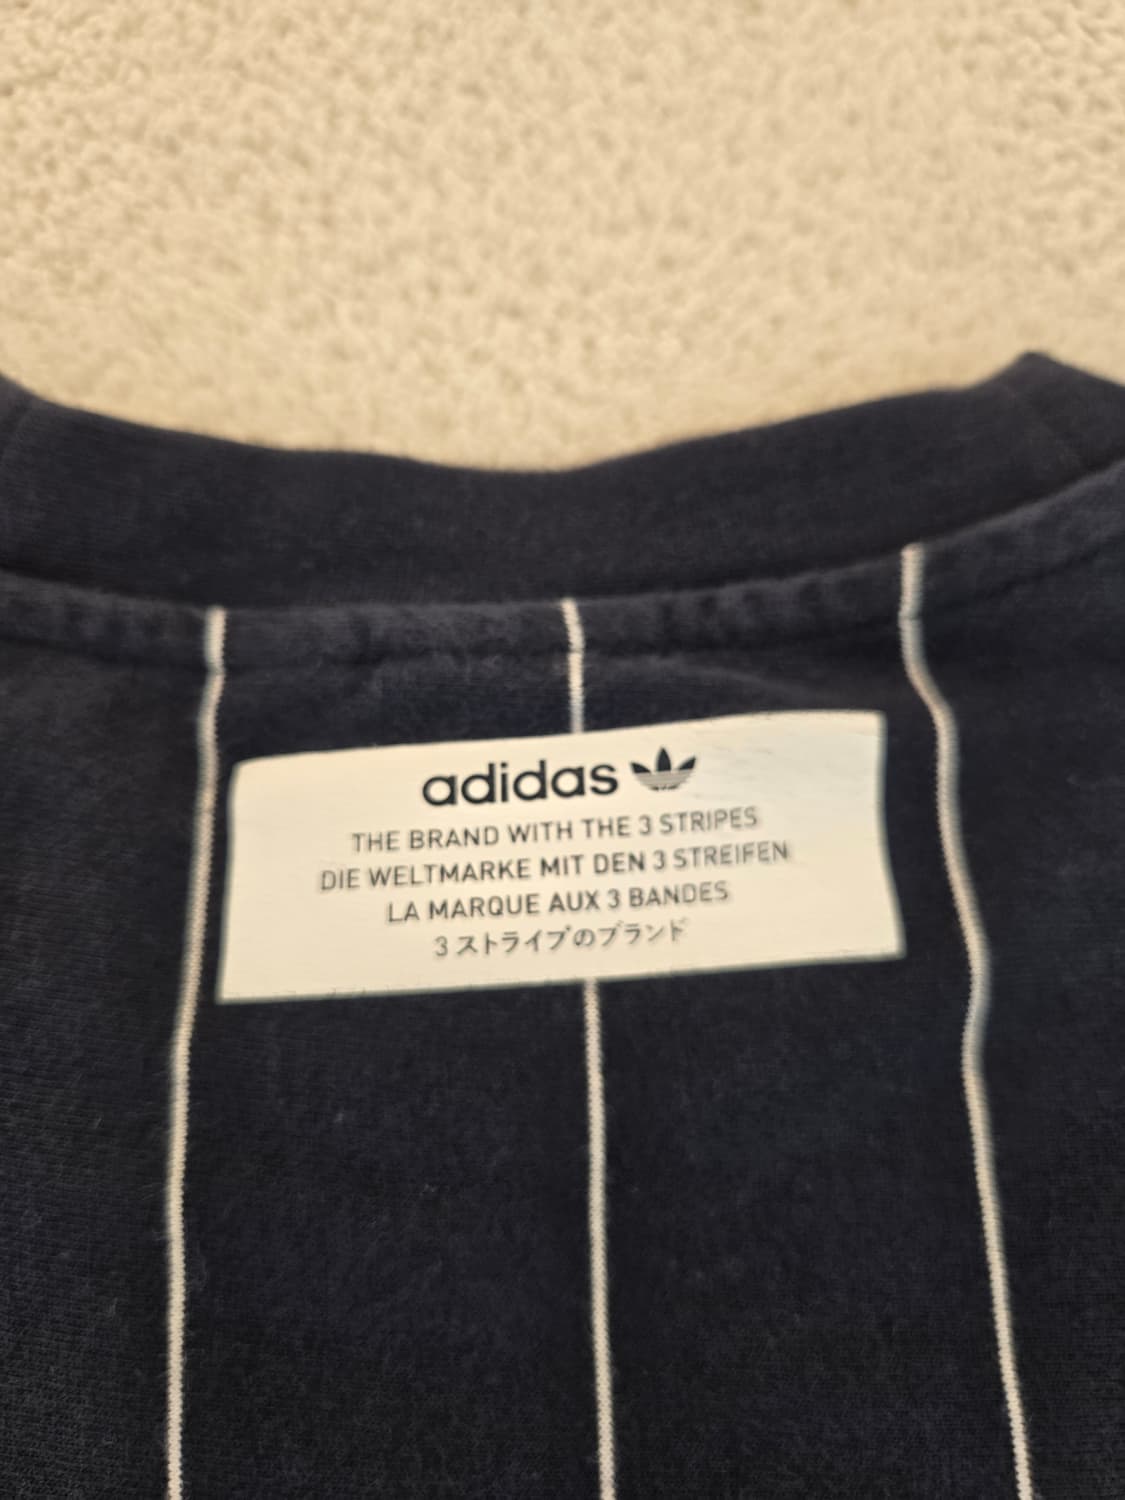 adidas
THE BRAND WITH THE 3 STRIPES
DIE WELTMARKE MIT DEN 3 STREIFEN
LA MARQUE AUX 3 BANDES
3 ストライプのブランド